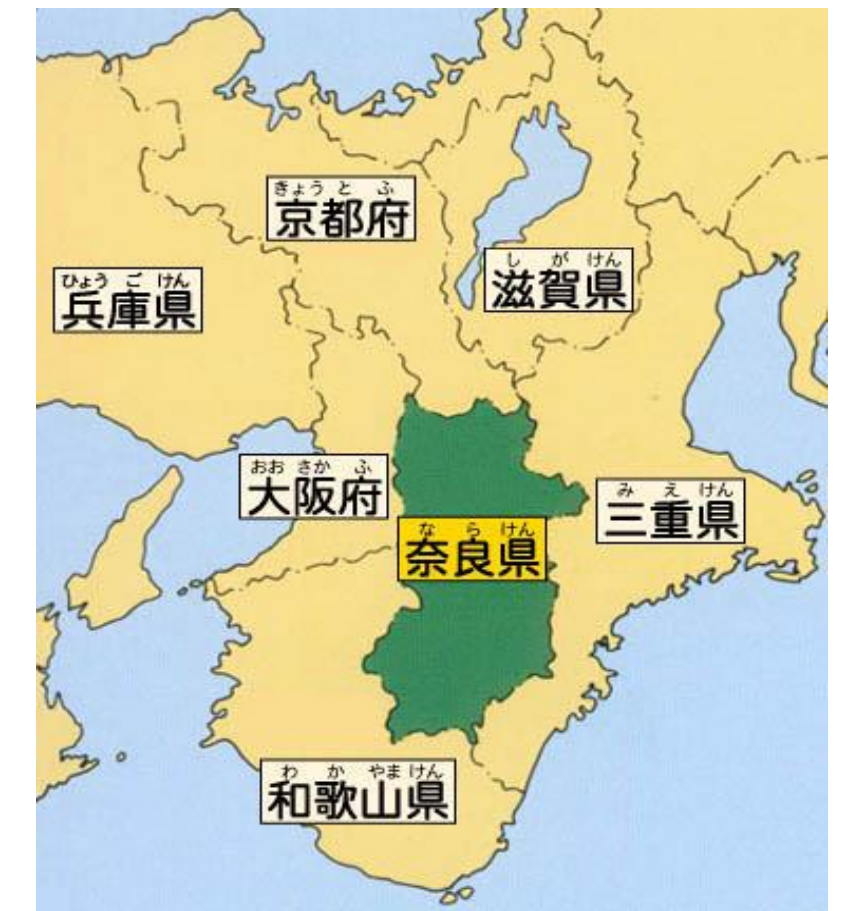 きょうとふ
京都府
しがけん
滋賀県
ひょうごけん
兵庫県
おおさかふ
大阪府
みえけん
三重県
ならけん
奈良県
わかやまけん
和歌山県